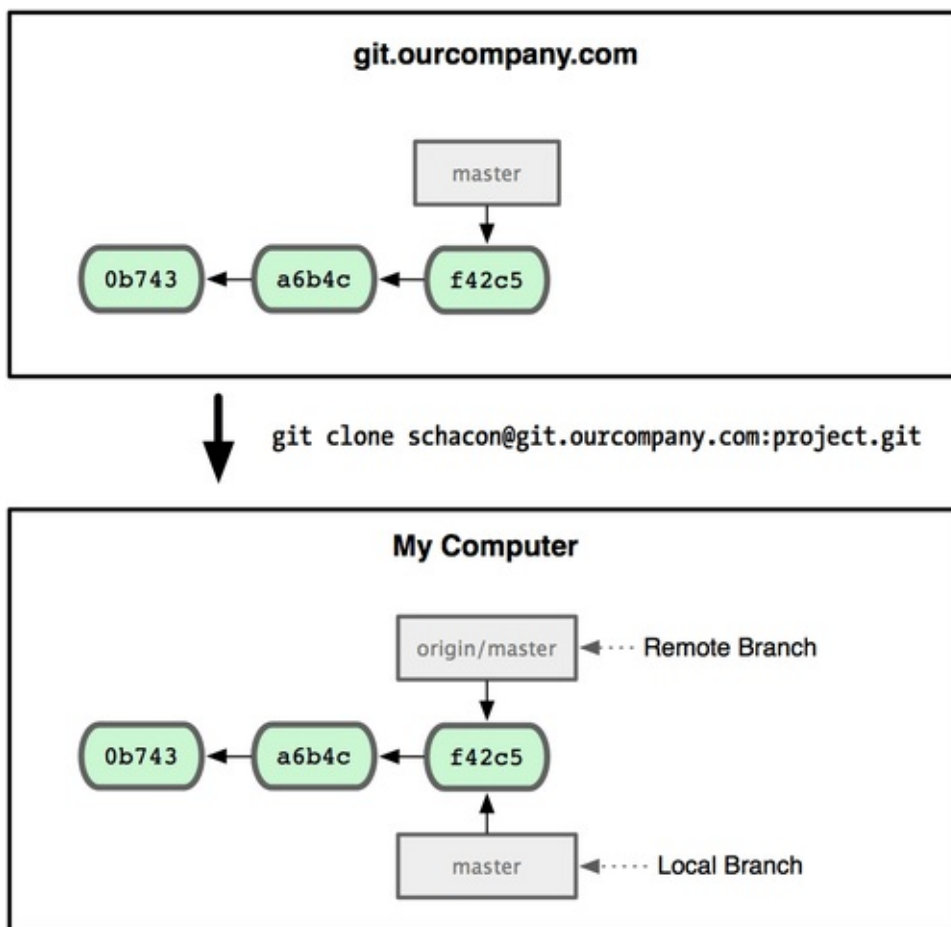 git.ourcompany.com
master
0b743
a6b4c
f42c5
git clone schacon@git.ourcompany.com:project.git
My Computer
origin/master
Remote Branch
0b743
a6b4c
f42c5
master
Local Branch